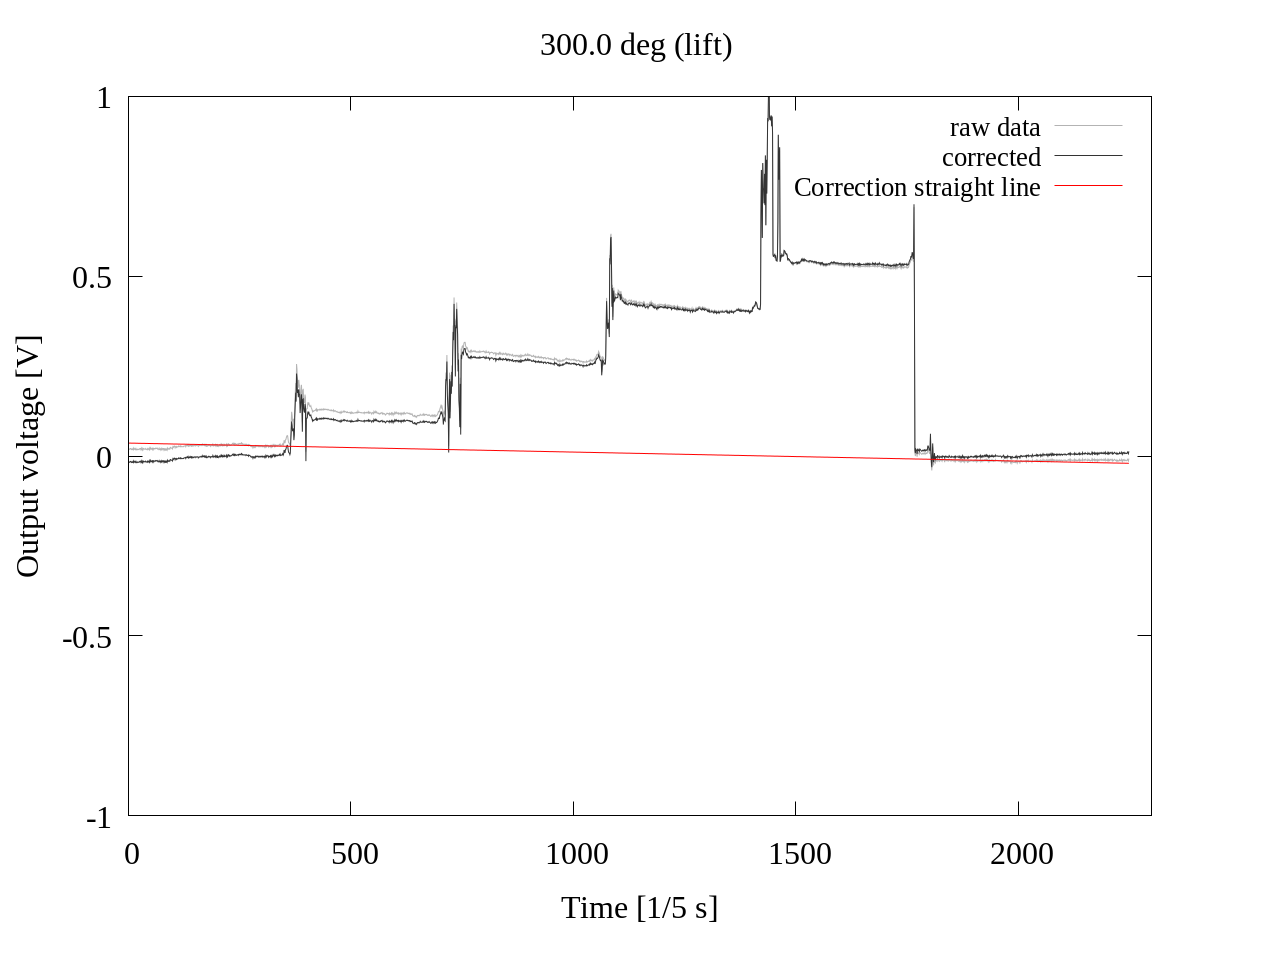 300.0 deg (lift)
1
0.5
0
-0.5
-1
Output voltage [V]
raw data
corrected
Correction straight line
0 500 1000 1500 2000
Time [1/5 s]